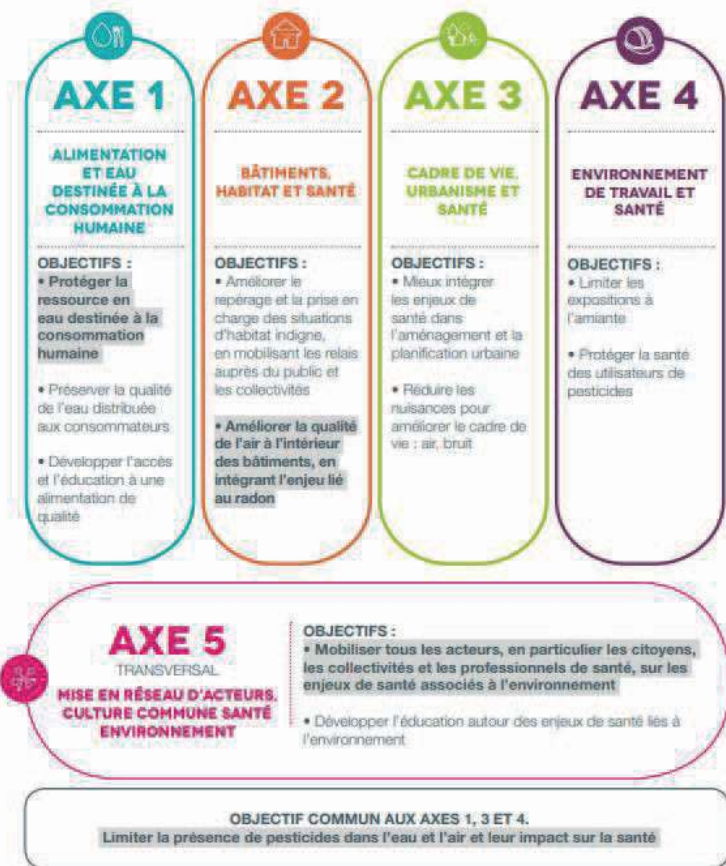 AXE 1
ALIMENTATION
ET EAU
DESTINÉE À LA
CONSOMMATION
HUMAINE
OBJECTIFS :
• Protéger la
ressource en
eau destinée à la
consommation
humaine
• Préserver la qualité
de l'eau distribuée
aux consommateurs
• Développer l'accès
et l'éducation à une
alimentation de
qualité
AXE 2
BÂTIMENTS,
HABITAT ET SANTÉ
OBJECTIFS :
• Améliorer le
repérage et la prise en
charge des situations
d'habitat indigne,
en mobilisant les relais
auprès du public et
les collectivités
• Améliorer la qualité
de l'air à l'intérieur
des bâtiments, en
intégrant l'enjeu lié
au radon
AXE 3
CADRE DE VIE,
URBANISME ET
SANTÉ
OBJECTIFS :
• Mieux intégrer
les enjeux de
santé dans
l'aménagement et la
planification urbaine
• Réduire les
nuisances pour
améliorer le cadre de
vie : air, bruit
AXE 4
ENVIRONNEMENT
DE TRAVAIL ET
SANTÉ
OBJECTIFS :
• Limiter les
expositions à
l'amiante
• Protéger la santé
des utilisateurs de
pesticides
AXE 5
TRANSVERSAL
MISE EN RÉSEAU D'ACTEURS,
CULTURE COMMUNE SANTÉ
ENVIRONNEMENT
OBJECTIFS :
• Mobiliser tous les acteurs, en particulier les citoyens,
les collectivités et les professionnels de santé, sur les
enjeux de santé associés à l'environnement
• Développer l'éducation autour des enjeux de santé liés à
l'environnement
OBJECTIF COMMUN AUX AXES 1, 3 ET 4.
Limiter la présence de pesticides dans l'eau et l'air et leur impact sur la santé